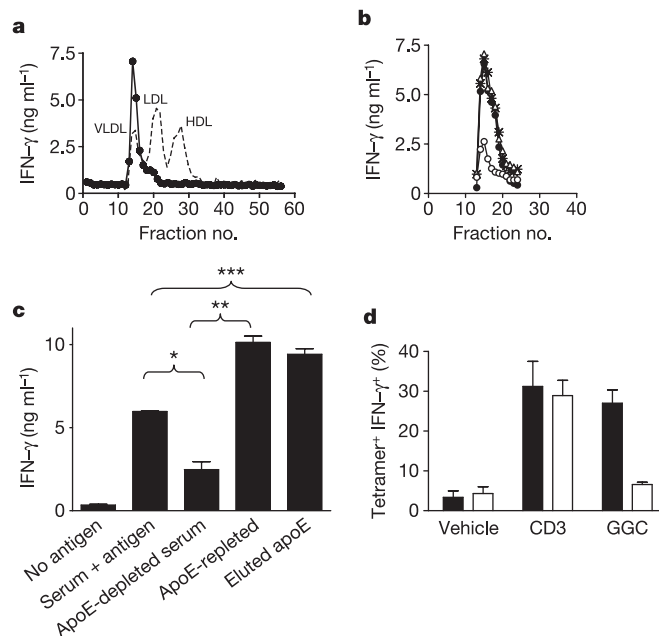 a
IFN–γ (ng ml⁻¹)
7.5
5.0
2.5
0
VLDL
LDL
HDL
0 10 20 30 40 50 60
Fraction no.
b
IFN–γ (ng ml⁻¹)
7.5
5.0
2.5
0
0 10 20 30 40
Fraction no.
c
IFN–γ (ng ml⁻¹)
10
5
0
***
**
*
No antigen
Serum + antigen
ApoE-depleted serum
ApoE-repleted
Eluted apoE
d
Tetramer⁺ IFN–γ⁺ (%)
40
30
20
10
0
Vehicle CD3 GGC